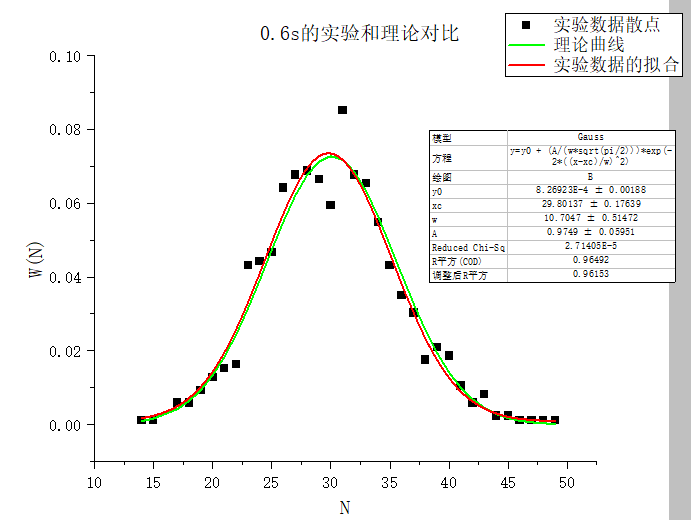 0.6s的实验和理论对比
实验数据散点
理论曲线
实验数据的拟合
0.10
0.08
0.06
0.04
0.02
0.00
W(N)
10 15 20 25 30 35 40 45 50
N
模型 Gauss
方程 y=y0 + (A/(w*sqrt(pi/2)))*exp(-
2*((x-xc)/w)^2)
绘图 B
y0 8.26923E-4 ± 0.00188
xc 29.80137 ± 0.17639
w 10.7047 ± 0.51472
A 0.9749 ± 0.05951
Reduced Chi-Sq 2.71405E-5
R平方(COD) 0.96492
调整后R平方 0.96153